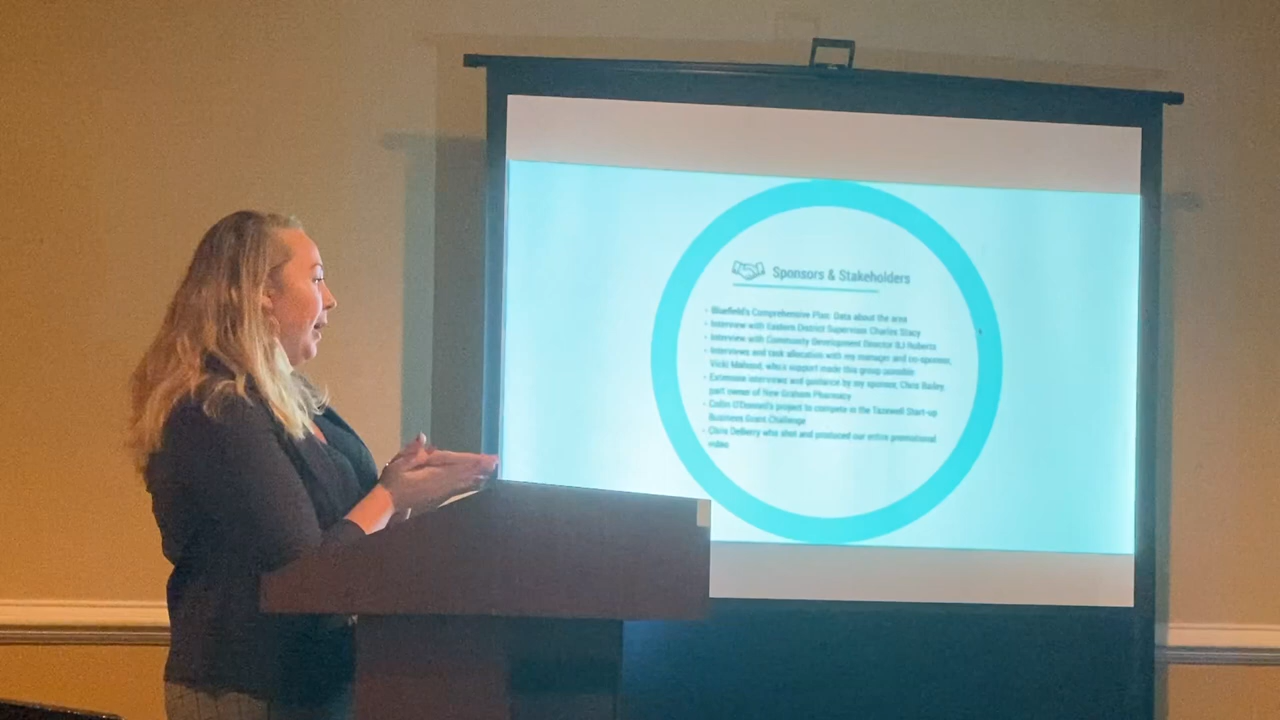 Sponsors & Stakeholders
- Bluefield's Comprehensive Plan: Data about the area
- Interview with Eastern District Supervisor Charles Stacy
- Interview with Community Development Director Roberts
- Interviews and task allocation with my manager and co-sponsor,
Vicki who's support made this group possible
- Extensive interviews and guidance by my sponsor, Chris Bailey,
part owner of New Graham Pharmacy
- Colin O'Donnell's project to compete in the Tazewell Start-up
Business Grant Challenge
- Chris who shot and produced our entire promotional
video